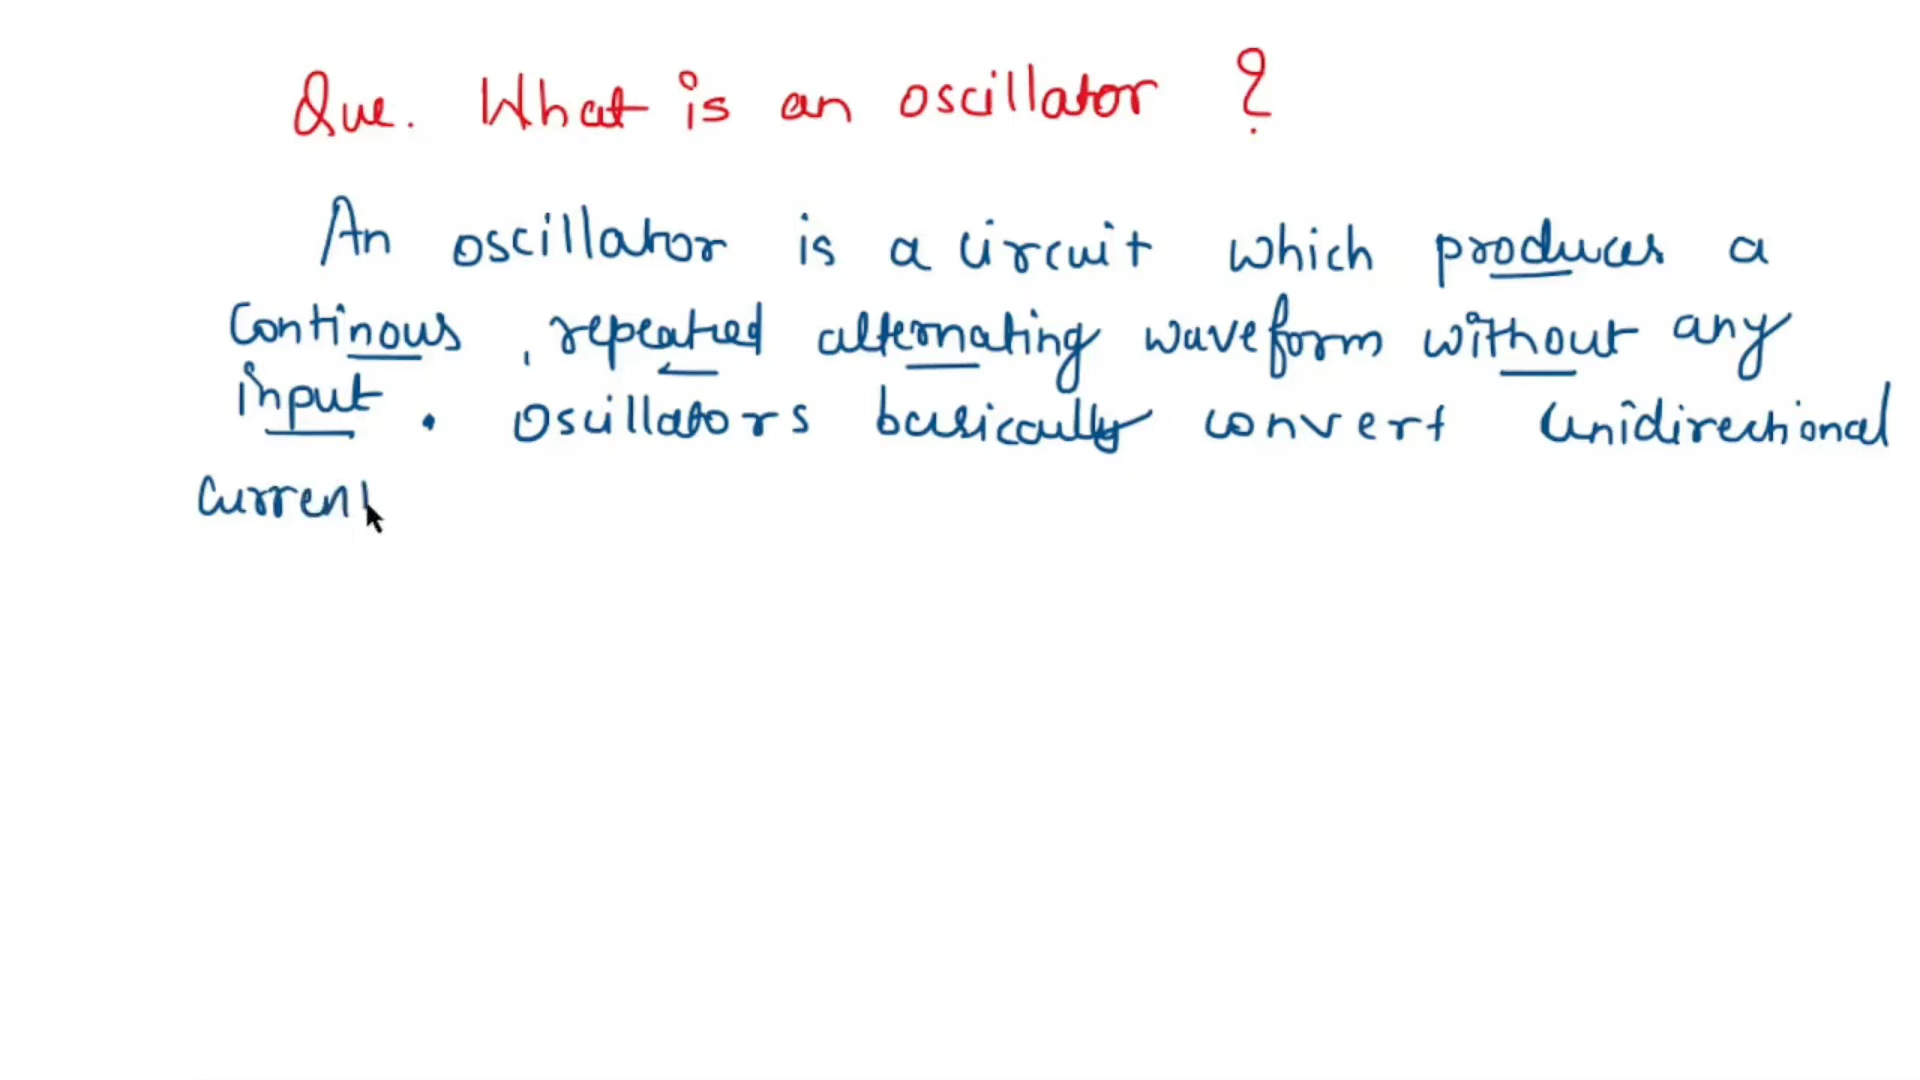 Que. What is an oscillator ?
An oscillator is a circuit which produces a
continous , repeated alternating waveform without any
input . Oscillators basically convert unidirectional
current